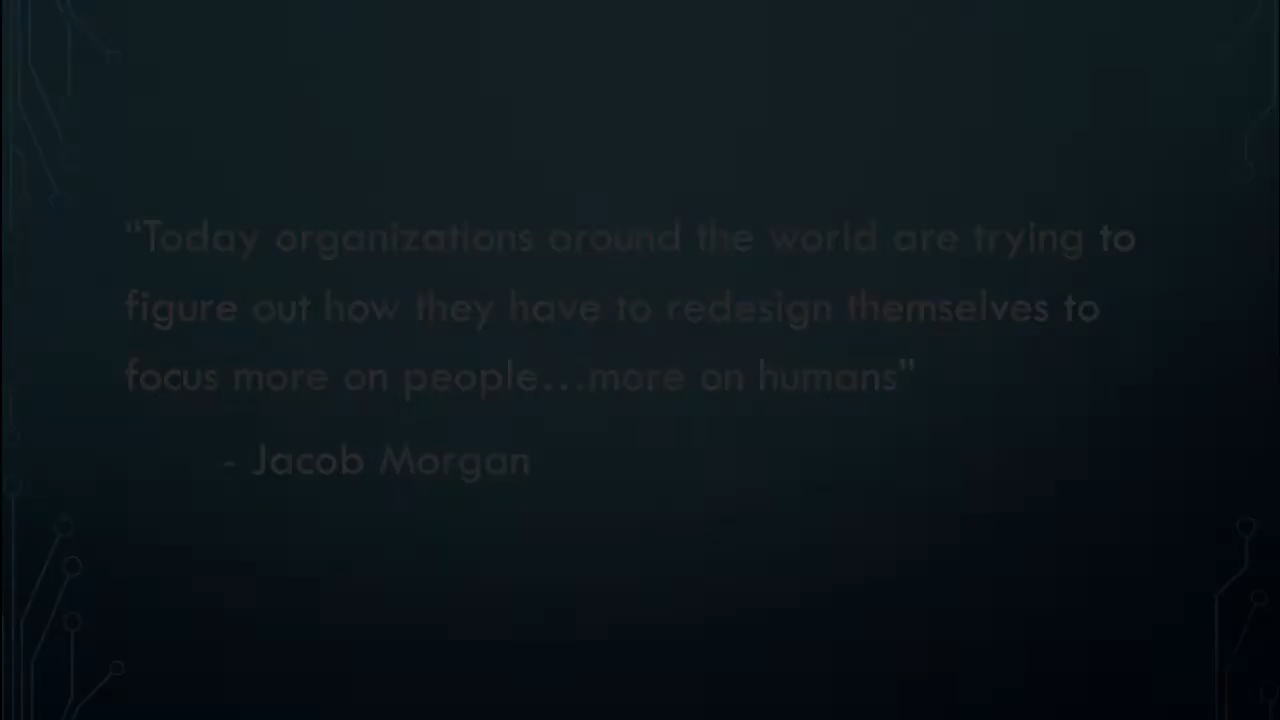 "Today organizations around the world are trying to
figure out how they have to redesign themselves to
focus more on people...more on humans"
- Jacob Morgan